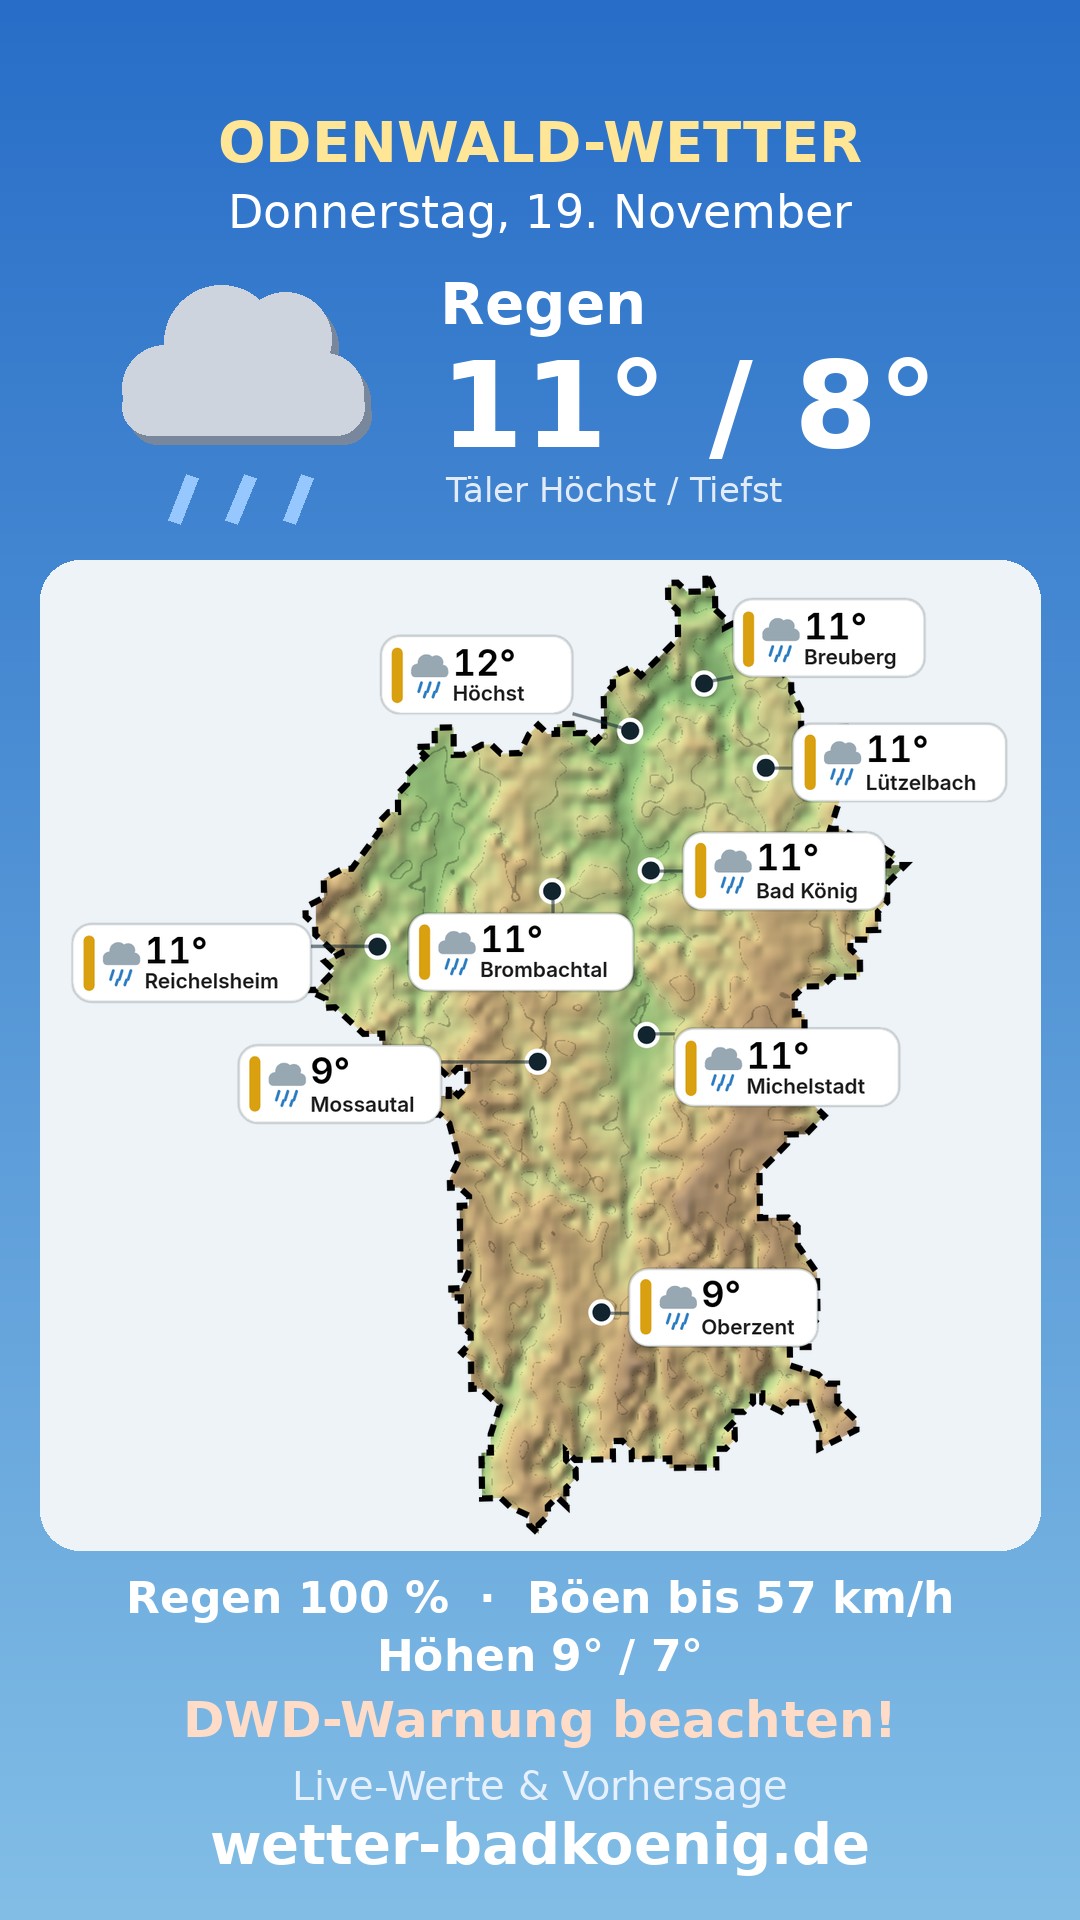 ODENWALD-WETTER
Donnerstag, 19. November
Regen
11° / 8°
Täler Höchst / Tiefst
11°
Breuberg
12°
Höchst
11°
Lützelbach
11°
Bad König
11°
Reichelsheim
11°
Brombachtal
11°
Michelstadt
9°
Mossautal
9°
Oberzent
Regen 100 % · Böen bis 57 km/h
Höhen 9° / 7°
DWD-Warnung beachten!
Live-Werte & Vorhersage
wetter-badkoenig.de